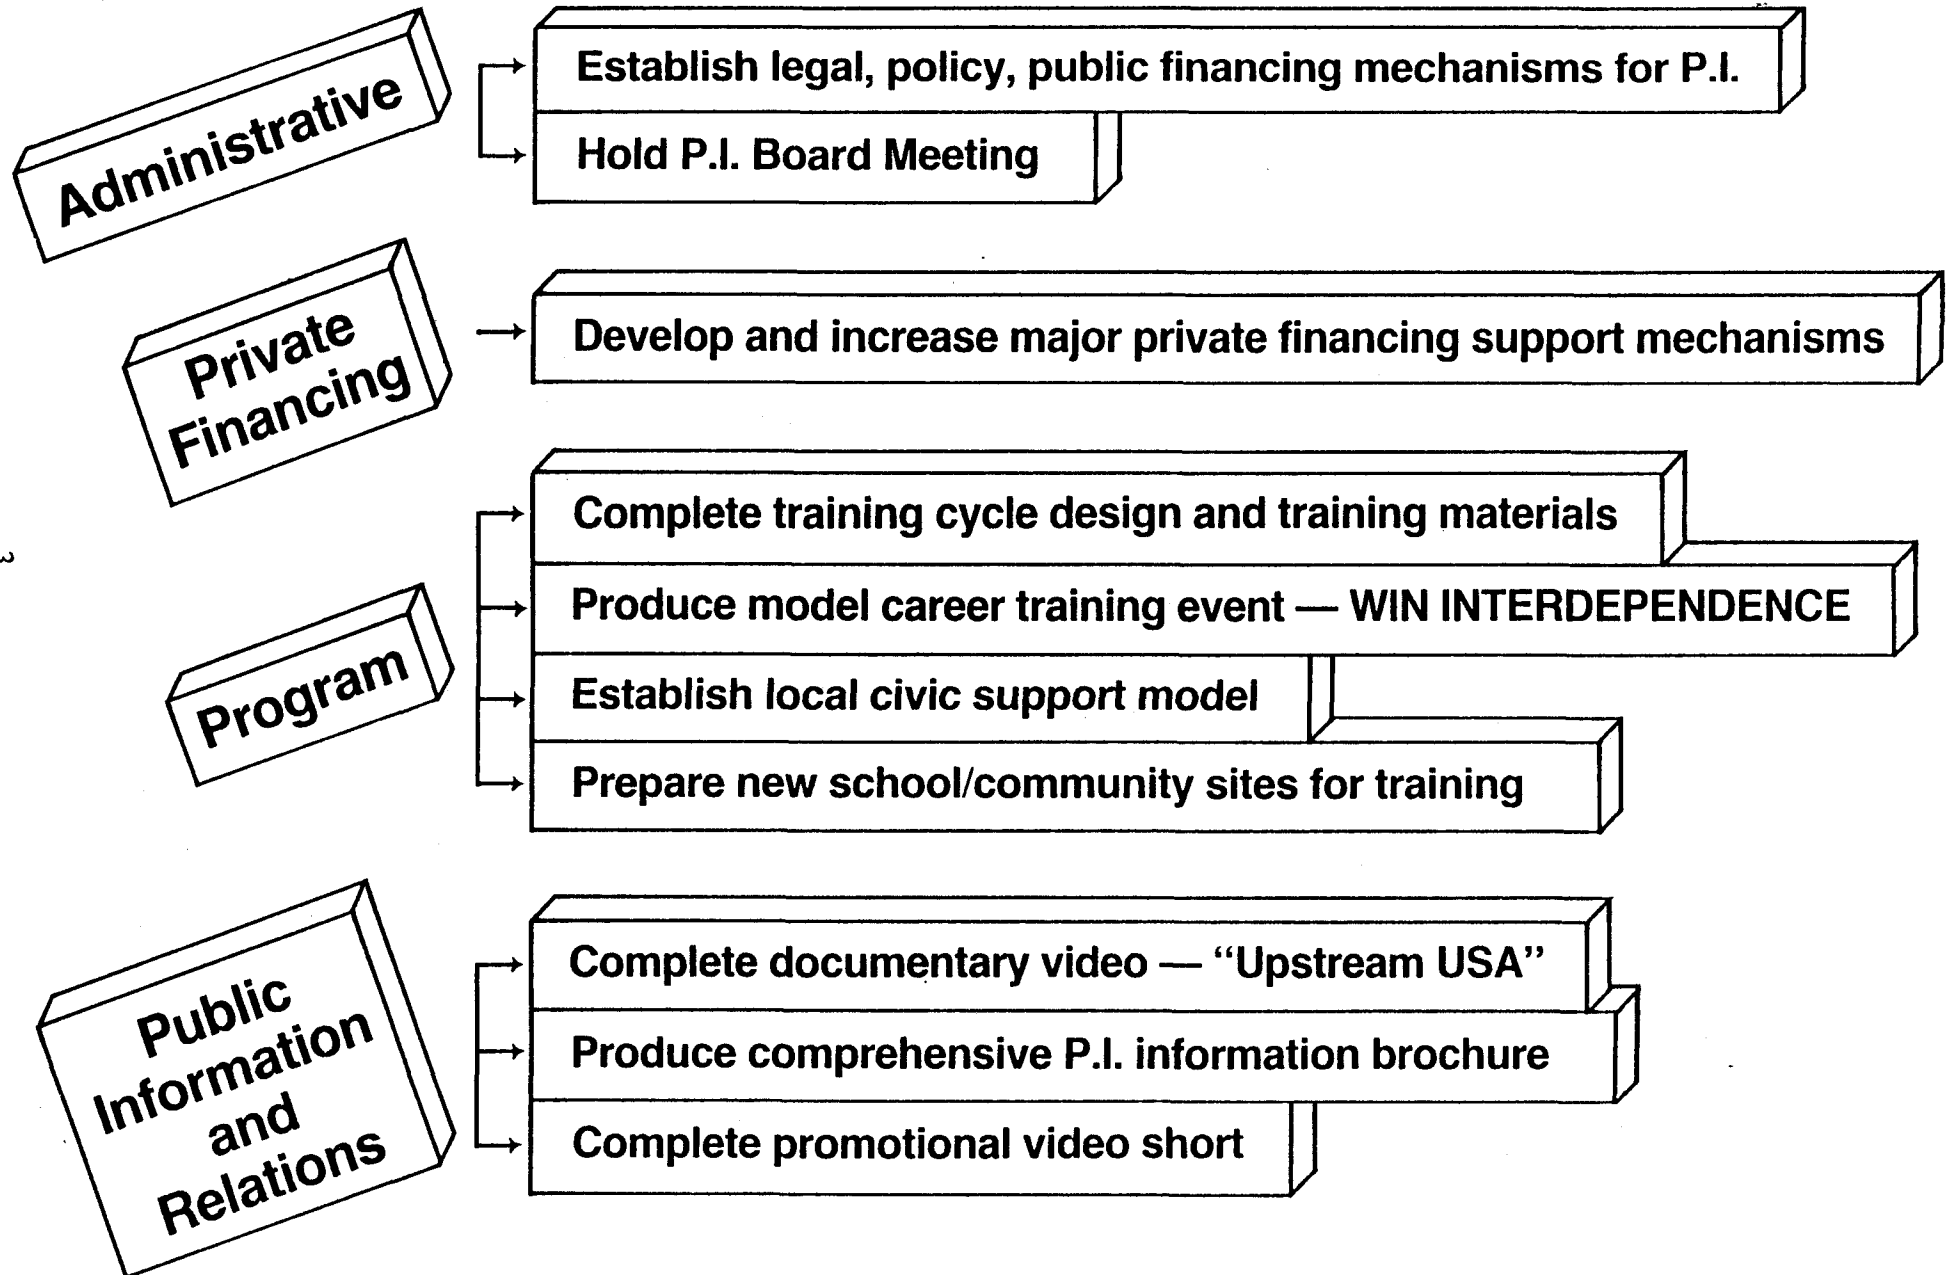 Administrative
Establish legal, policy, public financing mechanisms for P.I.
Hold P.I. Board Meeting
Private
Financing
Develop and increase major private financing support mechanisms
3
Program
Complete training cycle design and training materials
Produce model career training event — WIN INTERDEPENDENCE
Establish local civic support model
Prepare new school/community sites for training
Public
Information
and
Relations
Complete documentary video — “Upstream USA”
Produce comprehensive P.I. information brochure
Complete promotional video short